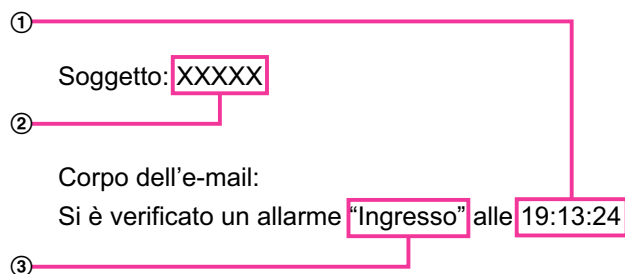 ①
Soggetto: XXXXX
②
Corpo dell’e-mail:
Si è verificato un allarme “Ingresso” alle 19:13:24
③